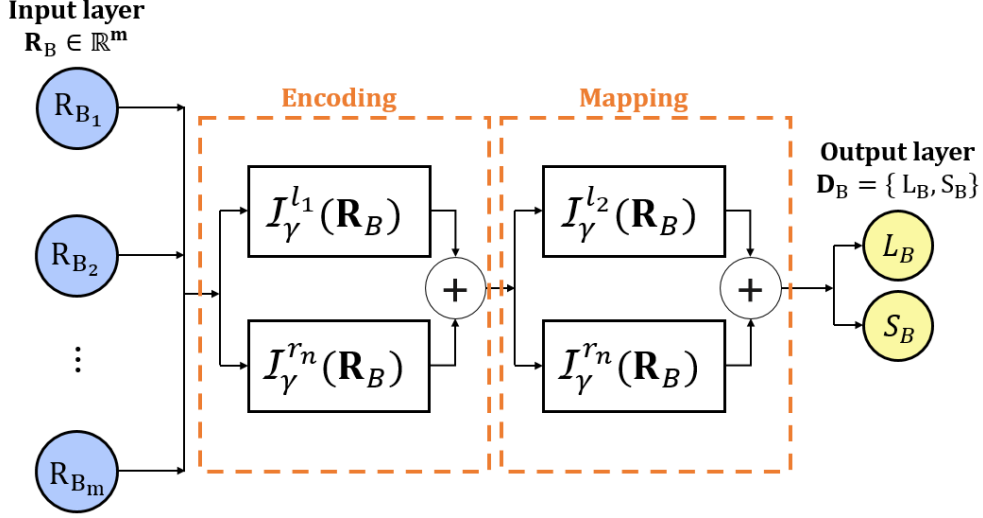 Input layer
R_B ∈ ℝ^m
R_B₁
R_B₂
⋮
R_Bₘ
Encoding
𝓘_γ^{l₁}(R_B)
+
𝓘_γ^{rₙ}(R_B)
Mapping
𝓘_γ^{l₂}(R_B)
+
𝓘_γ^{rₙ}(R_B)
Output layer
D_B = { L_B, S_B}
L_B
S_B